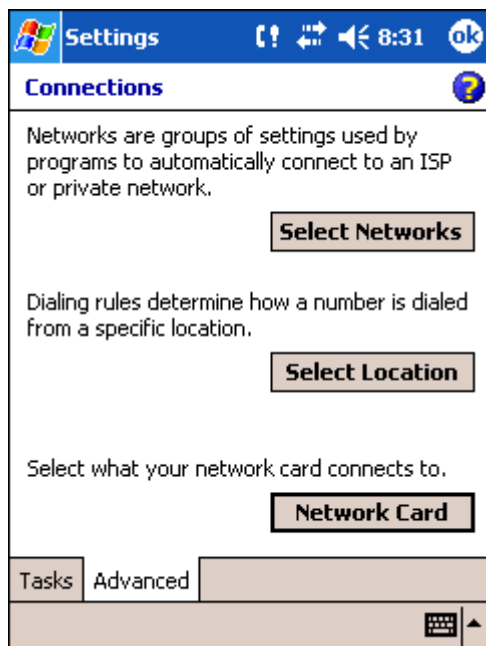 Settings 8:31 ok
Connections ?
Networks are groups of settings used by
programs to automatically connect to an ISP
or private network.
Select Networks
Dialing rules determine how a number is dialed
from a specific location.
Select Location
Select what your network card connects to.
Network Card
Tasks Advanced